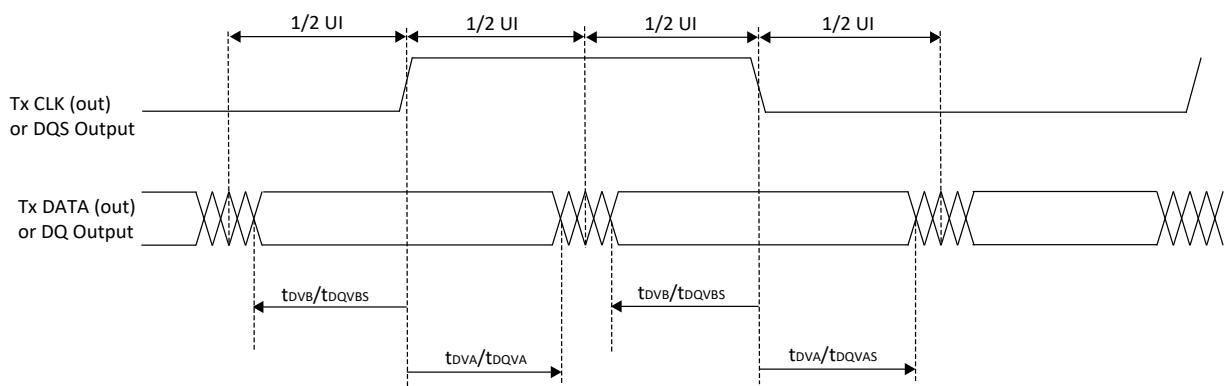 1/2 UI
1/2 UI
1/2 UI
1/2 UI
Tx CLK (out)
or DQS Output
Tx DATA (out)
or DQ Output
tDVB/tDQVBS
tDVB/tDQVBS
tDVA/tDQVA
tDVA/tDQVAS